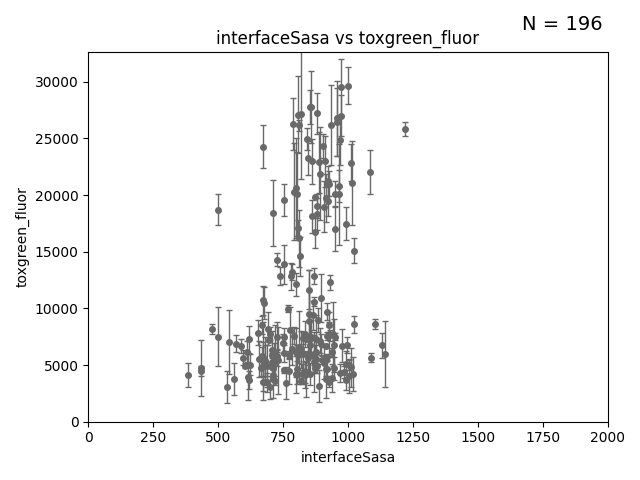 N = 196
interfaceSasa vs toxgreen_fluor
toxgreen_fluor
30000
25000
20000
15000
10000
5000
0
0 250 500 750 1000 1250 1500 1750 2000
interfaceSasa